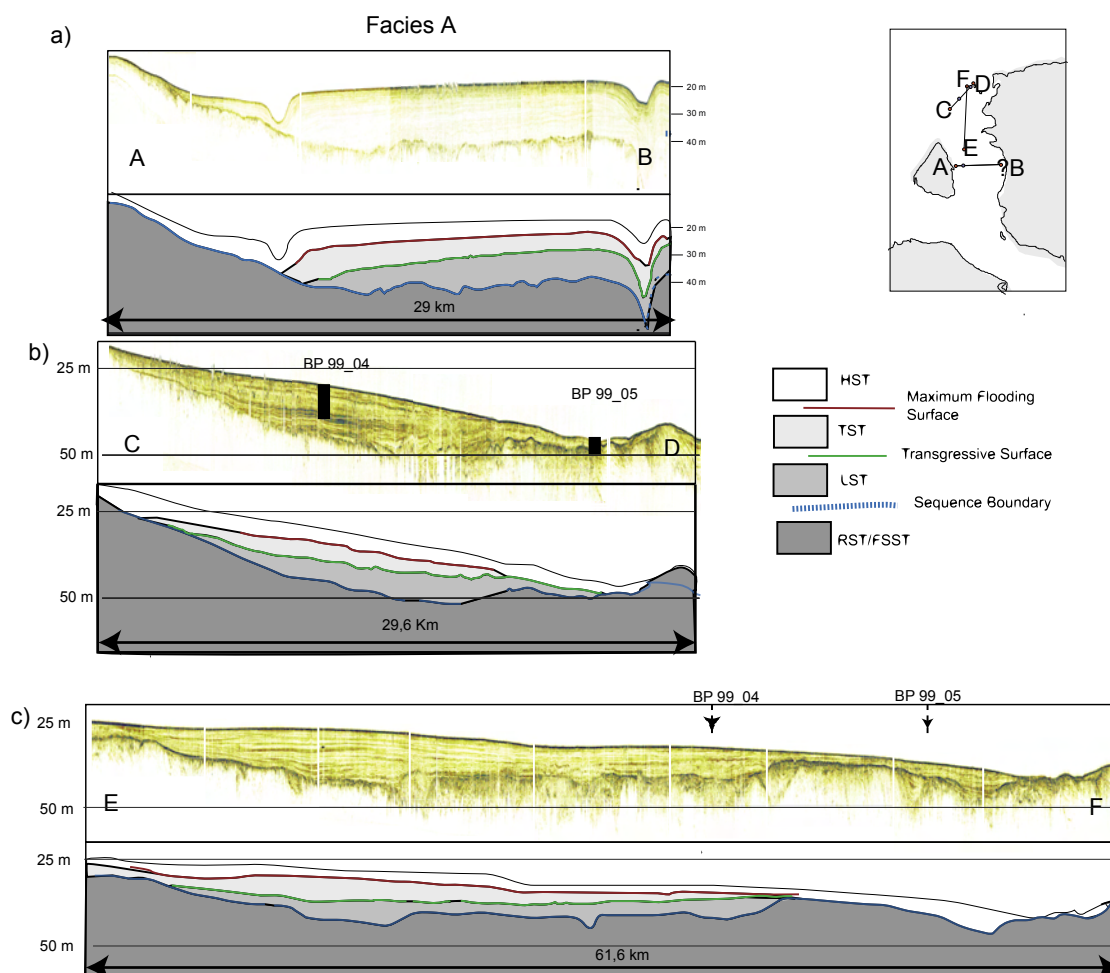 Facies A
a)
20 m
30 m
40 m
A
B
20 m
30 m
40 m
29 km
F
D
C
E
A
?
B
b)
25 m
BP 99_04
BP 99_05
C
D
50 m
25 m
50 m
29,6 Km
HST
Maximum Flooding
Surface
TST
Transgressive Surface
LST
Sequence Boundary
RST/FSST
c)
BP 99_04
BP 99_05
25 m
E
F
50 m
25 m
50 m
61,6 km